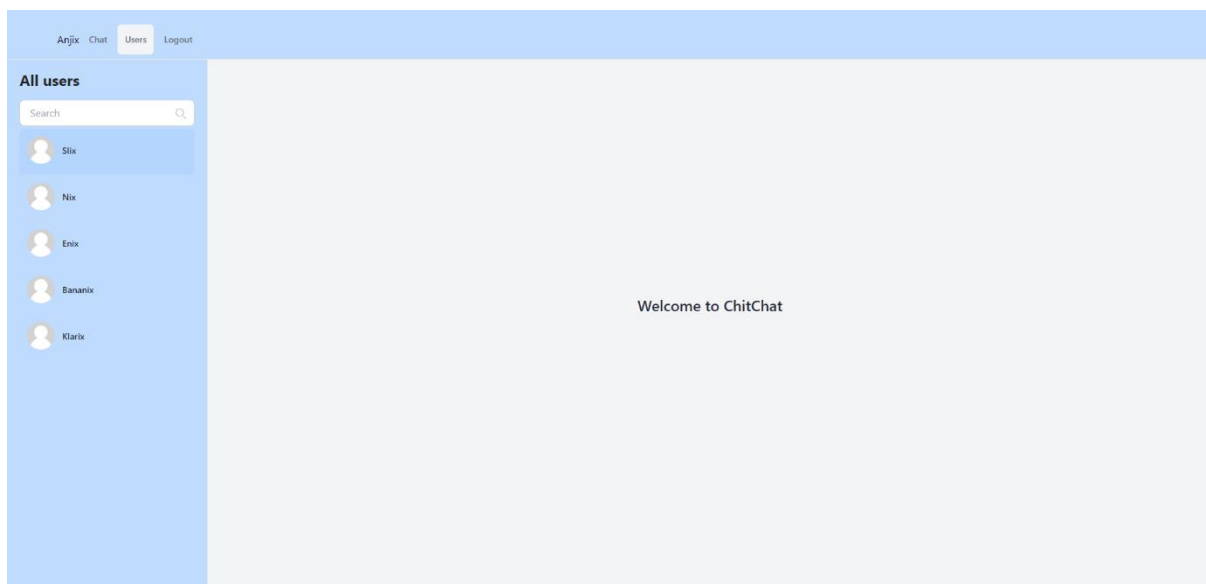 Anjix Chat Users Logout
All users
Search
Slix
Nix
Enix
Bananix
Klarix
Welcome to ChitChat